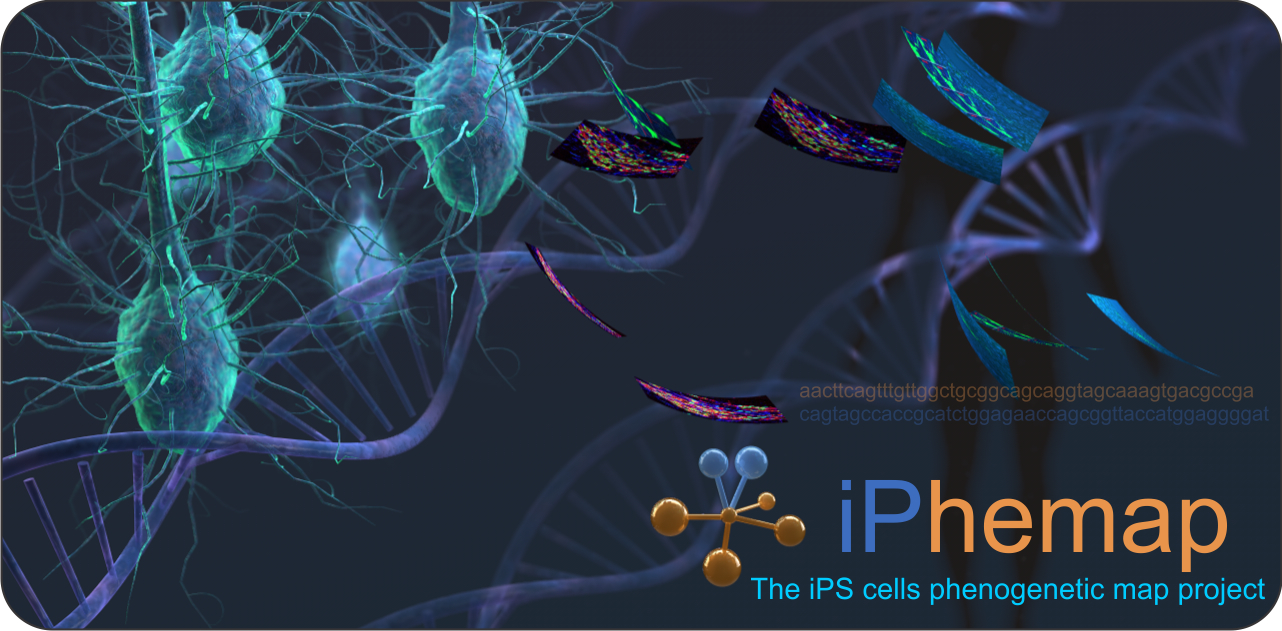 aacttcagtttgttggctgcggcagcaggtagcaaagtgacgccga
cagtagccaccgcatctggagaaccagcggttaccatggaggggat
iPhemap
The iPS cells phenogenetic map project